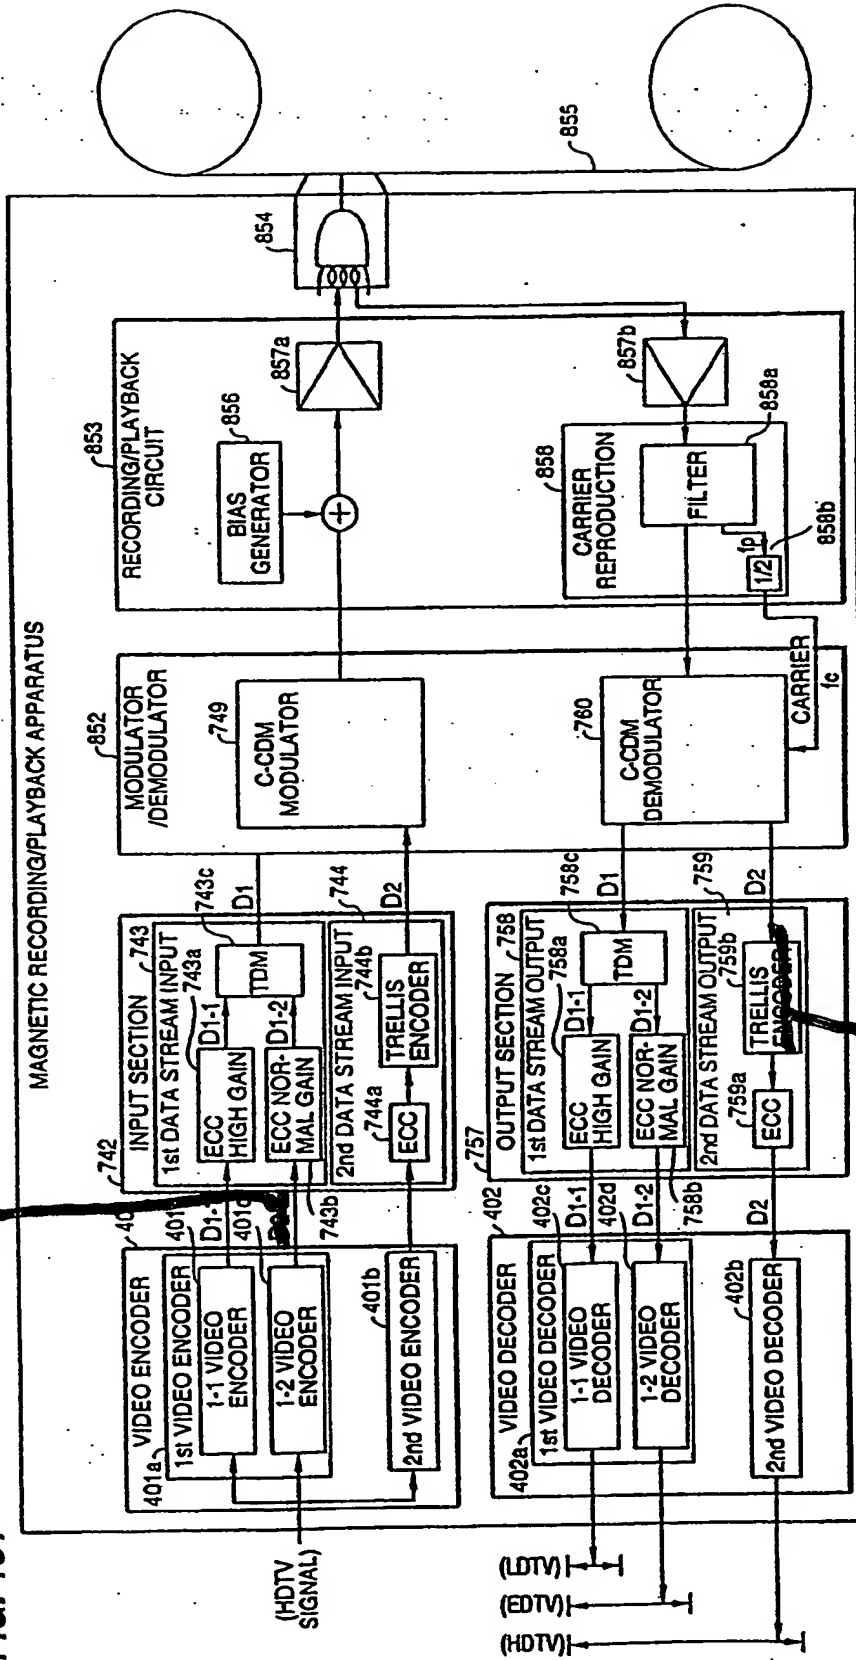 MAGNETIC RECORDING/PLAYBACK APPARATUS
(HDTV
SIGNAL)
VIDEO ENCODER
401a
1st VIDEO ENCODER
1-1 VIDEO
ENCODER
1-2 VIDEO
ENCODER
401b
2nd VIDEO ENCODER
D1-1
742
INPUT SECTION
743
1st DATA STREAM INPUT
743a
743c
ECC
HIGH GAIN
D1-1
TDM
D1-2
ECC NOR-
MAL GAIN
743b
D1
744
2nd DATA STREAM INPUT
744a
744b
ECC
TRELLIS
ENCODER
D2
852
MODULATOR
/DEMODULATOR
749
C-CDM
MODULATOR
853
RECORDING/PLAYBACK
CIRCUIT
856
BIAS
GENERATOR
+
857a
854
855
(LDTV)
(EDTV)
(HDTV)
402
VIDEO DECODER
402a
1st VIDEO DECODER
402c
1-1 VIDEO
DECODER
402d
1-2 VIDEO
DECODER
402b
2nd VIDEO DECODER
D1-1
D1-2
D2
757
OUTPUT SECTION
758
1st DATA STREAM OUTPUT
758a
758c
ECC
HIGH GAIN
D1-1
TDM
D1-2
ECC NOR-
MAL GAIN
758b
D1
759
2nd DATA STREAM OUTPUT
759a
759b
ECC
TRELLIS
D2
760
C-CDM
DEMODULATOR
CARRIER
fc
858
CARRIER
REPRODUCTION
FILTER
858a
fp
1/2
858b
857b